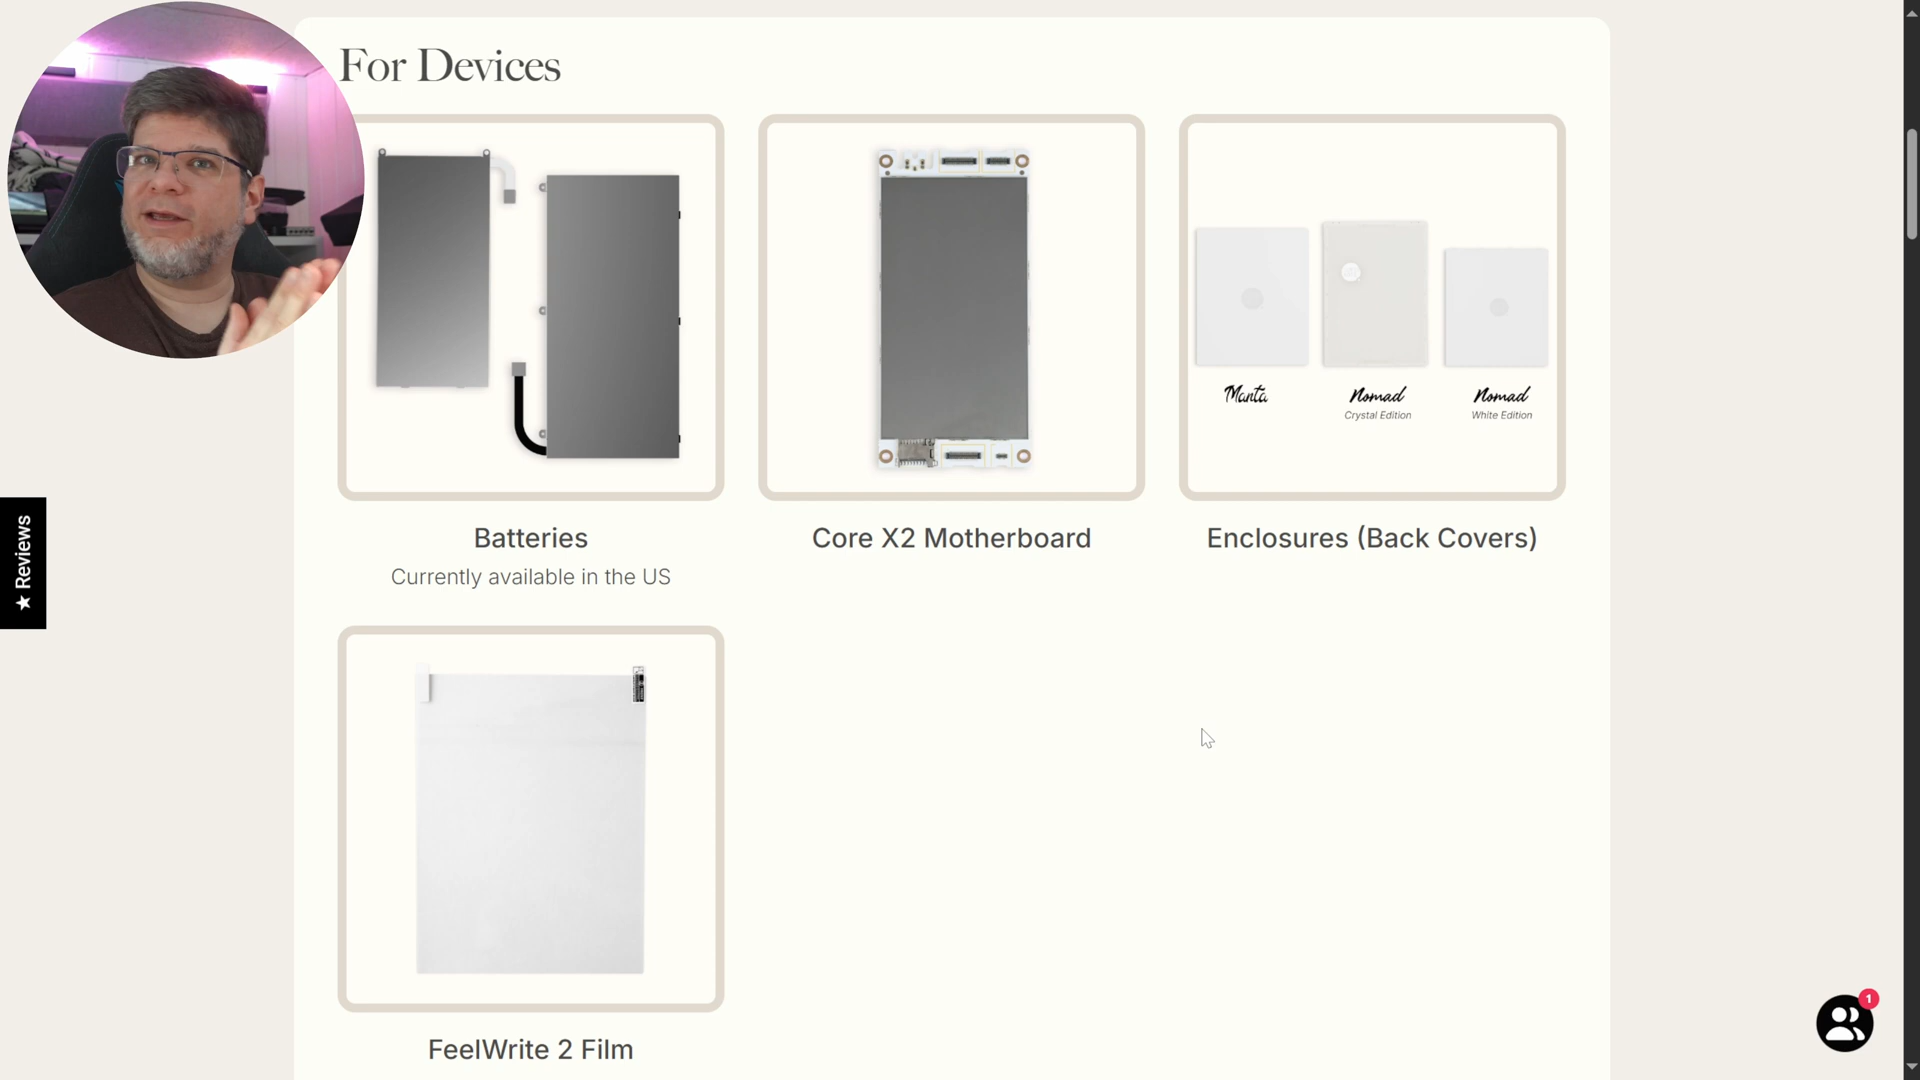 For Devices
Manta
Nomad
Crystal Edition
Nomad
White Edition
Batteries
Currently available in the US
Core X2 Motherboard
Enclosures (Back Covers)
★ Reviews
FeelWrite 2 Film
1